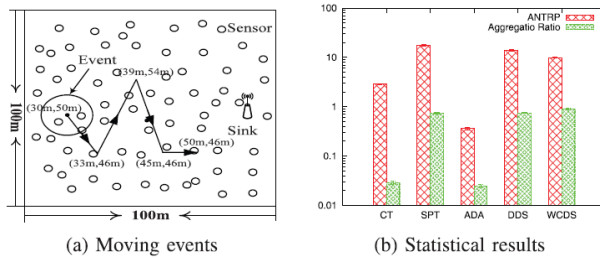 Sensor
Event
(39m,54m)
(30m,50m)
100m
Sink
(50m,46m)
(33m,46m)
(45m,46m)
100m
(a) Moving events
ANTRP
Aggregatio Ratio
100
10
1
0.1
0.01
CT SPT ADA DDS WCDS
(b) Statistical results